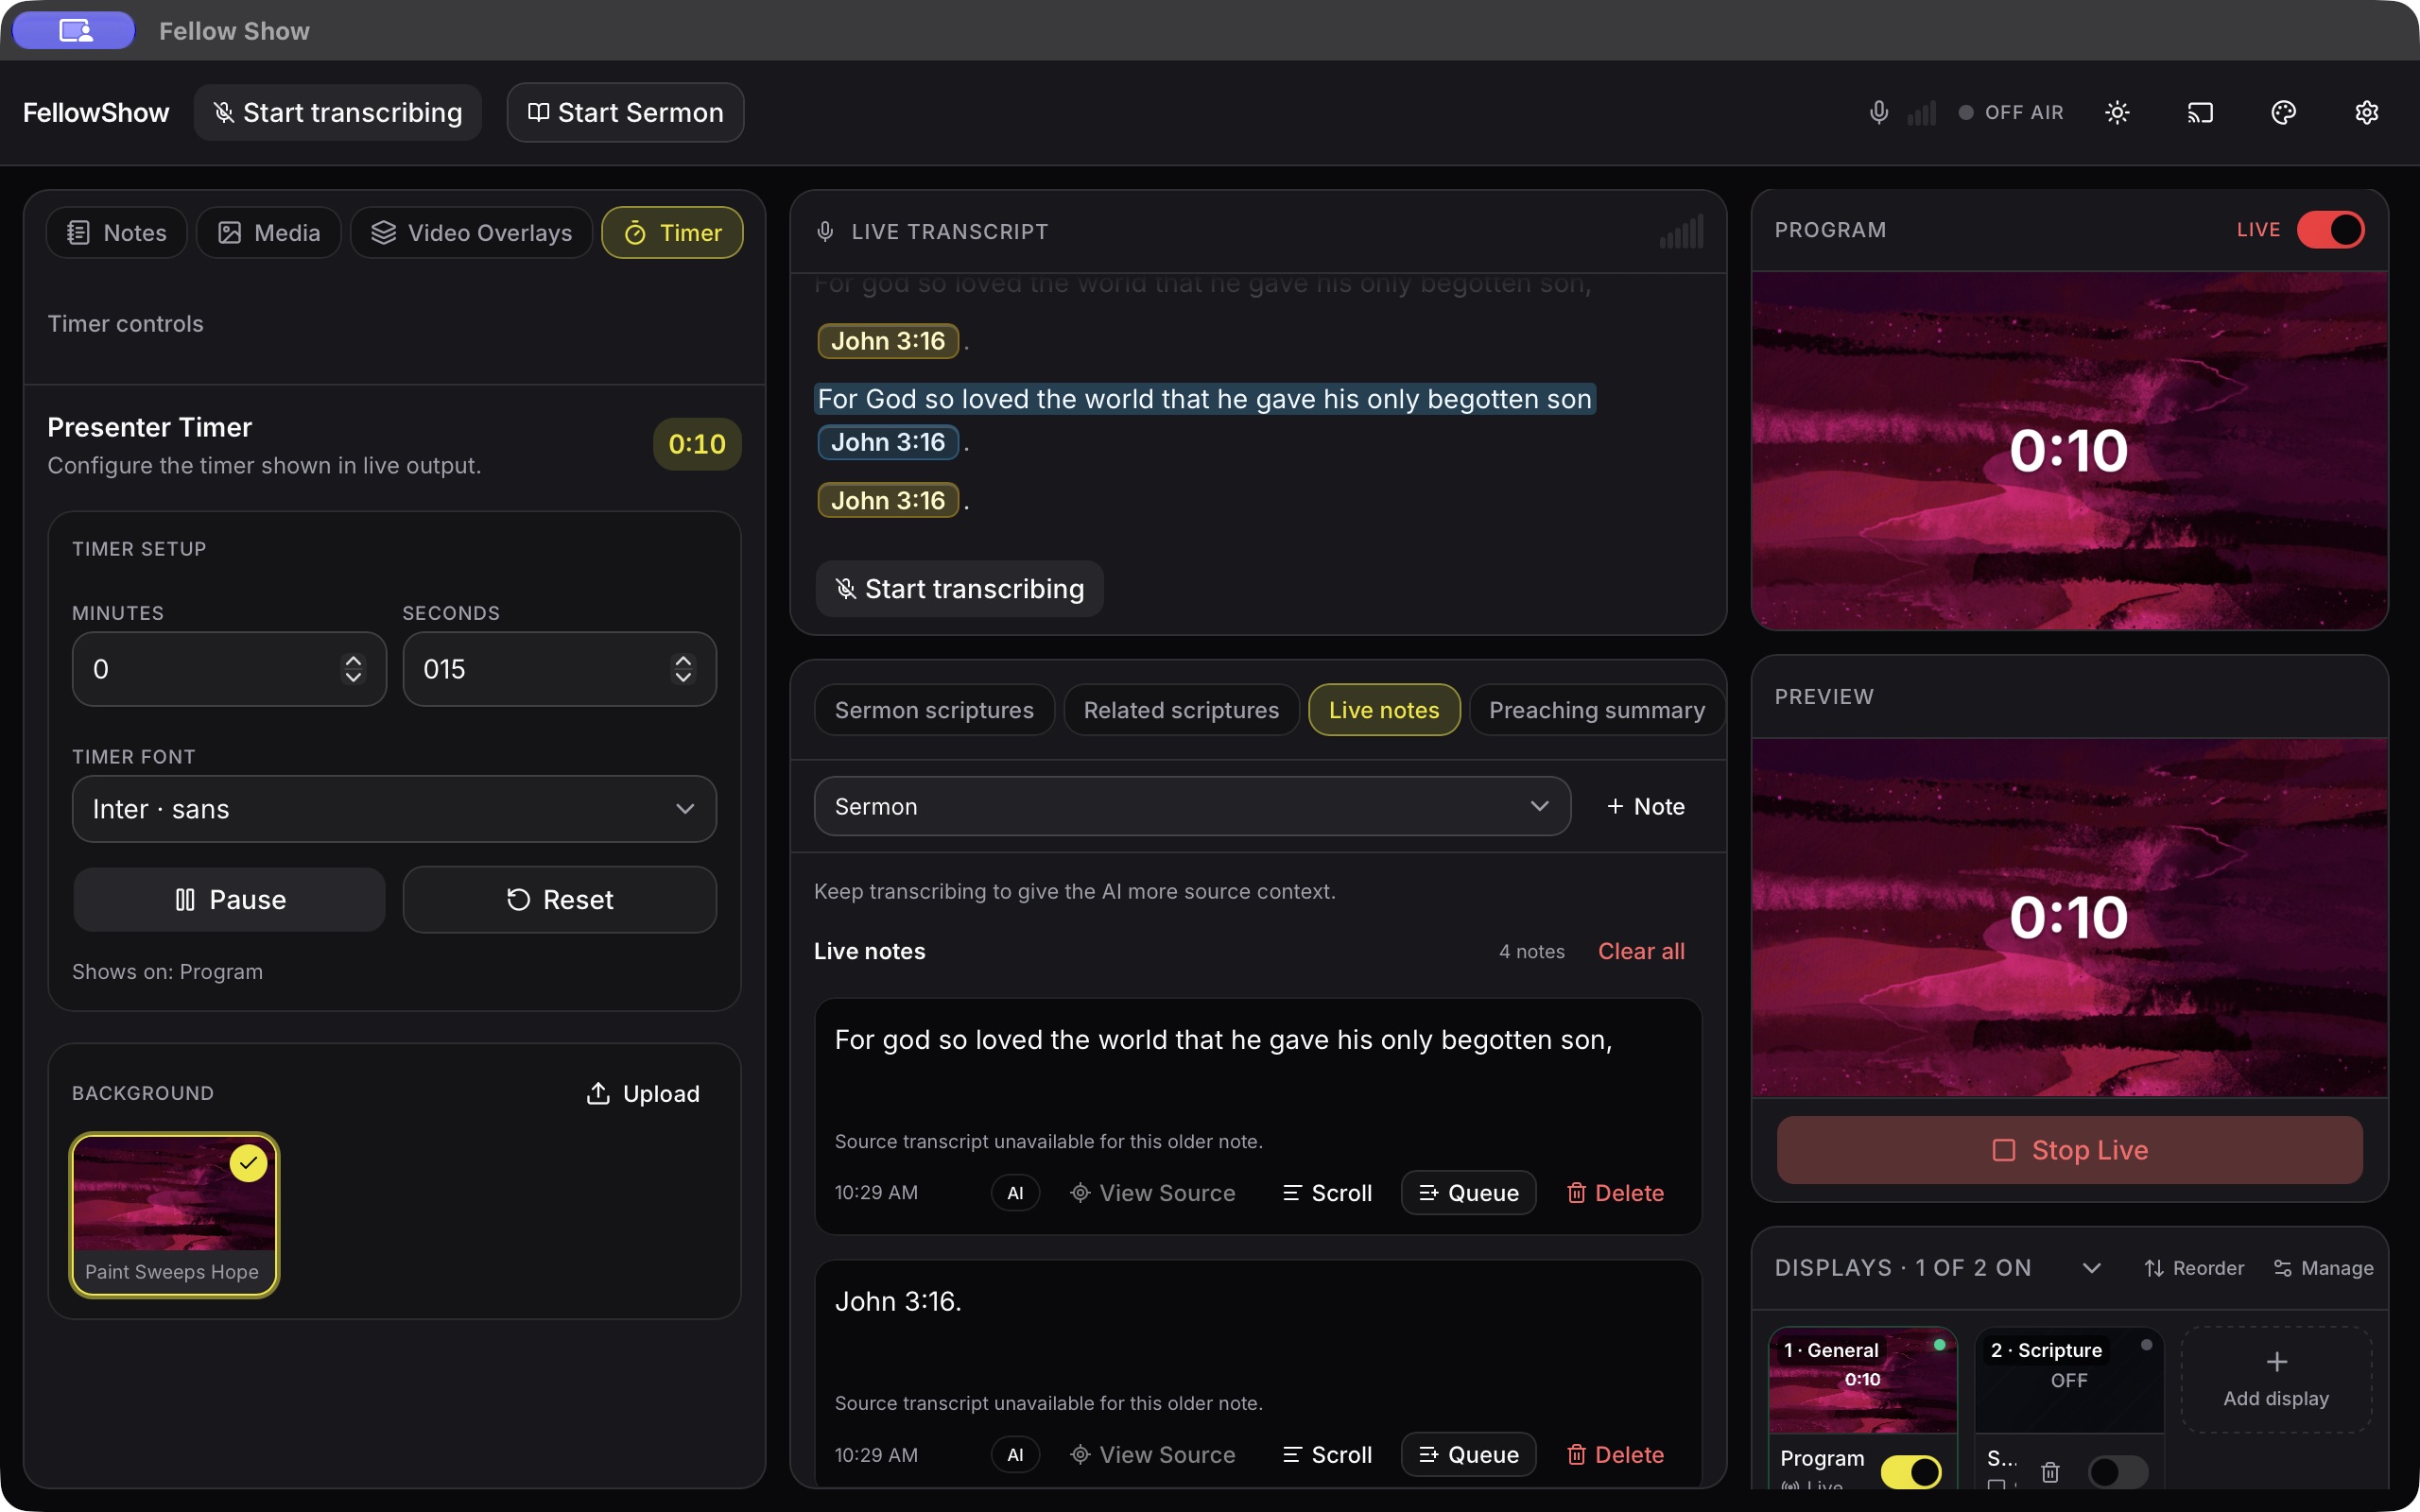 Fellow Show
FellowShow
Start transcribing
Start Sermon
OFF AIR
Notes
Media
Video Overlays
Timer
Timer controls
Presenter Timer
Configure the timer shown in live output.
0:10
TIMER SETUP
MINUTES
SECONDS
0
015
TIMER FONT
Inter · sans
Pause
Reset
Shows on: Program
BACKGROUND
Upload
Paint Sweeps Hope
LIVE TRANSCRIPT
For god so loved the world that he gave his only begotten son,
John 3:16 .
For God so loved the world that he gave his only begotten son
John 3:16 .
John 3:16 .
Start transcribing
Sermon scriptures
Related scriptures
Live notes
Preaching summary
Sermon
+ Note
Keep transcribing to give the AI more source context.
Live notes
4 notes
Clear all
For god so loved the world that he gave his only begotten son,
Source transcript unavailable for this older note.
10:29 AM
AI
View Source
Scroll
Queue
Delete
John 3:16.
Source transcript unavailable for this older note.
10:29 AM
AI
View Source
Scroll
Queue
Delete
PROGRAM
LIVE
0:10
PREVIEW
0:10
Stop Live
DISPLAYS · 1 OF 2 ON
Reorder
Manage
1 · General
0:10
2 · Scripture
OFF
Add display
Program
Live
S...